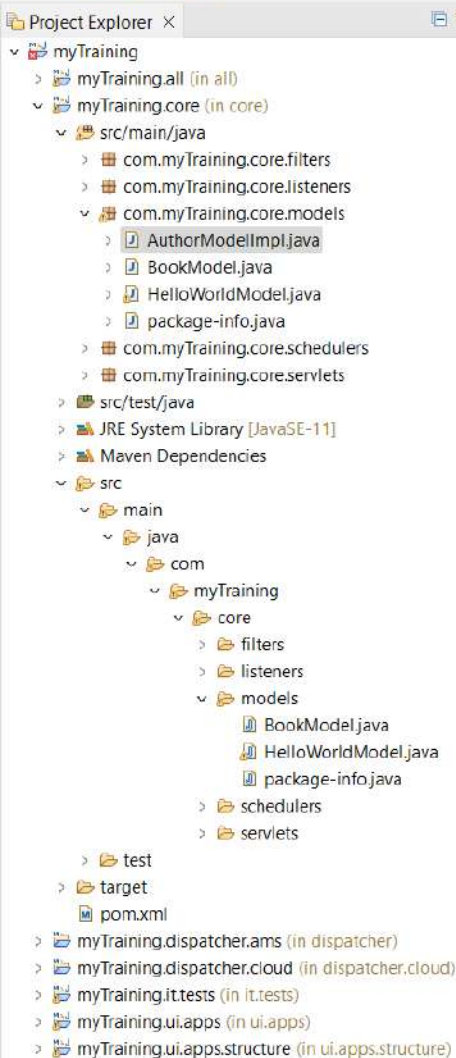 Project Explorer
myTraining
myTraining.all (in all)
myTraining.core (in core)
src/main/java
com.myTraining.core.filters
com.myTraining.core.listeners
com.myTraining.core.models
AuthorModelImpl.java
BookModel.java
HelloWorldModel.java
package-info.java
com.myTraining.core.schedulers
com.myTraining.core.servlets
src/test/java
JRE System Library [JavaSE-11]
Maven Dependencies
src
main
java
com
myTraining
core
filters
listeners
models
BookModel.java
HelloWorldModel.java
package-info.java
schedulers
servlets
test
target
pom.xml
myTraining.dispatcher.ams (in dispatcher)
myTraining.dispatcher.cloud (in dispatcher.cloud)
myTraining.it.tests (in it.tests)
myTraining.ui.apps (in ui.apps)
myTraining.ui.apps.structure (in ui.apps.structure)